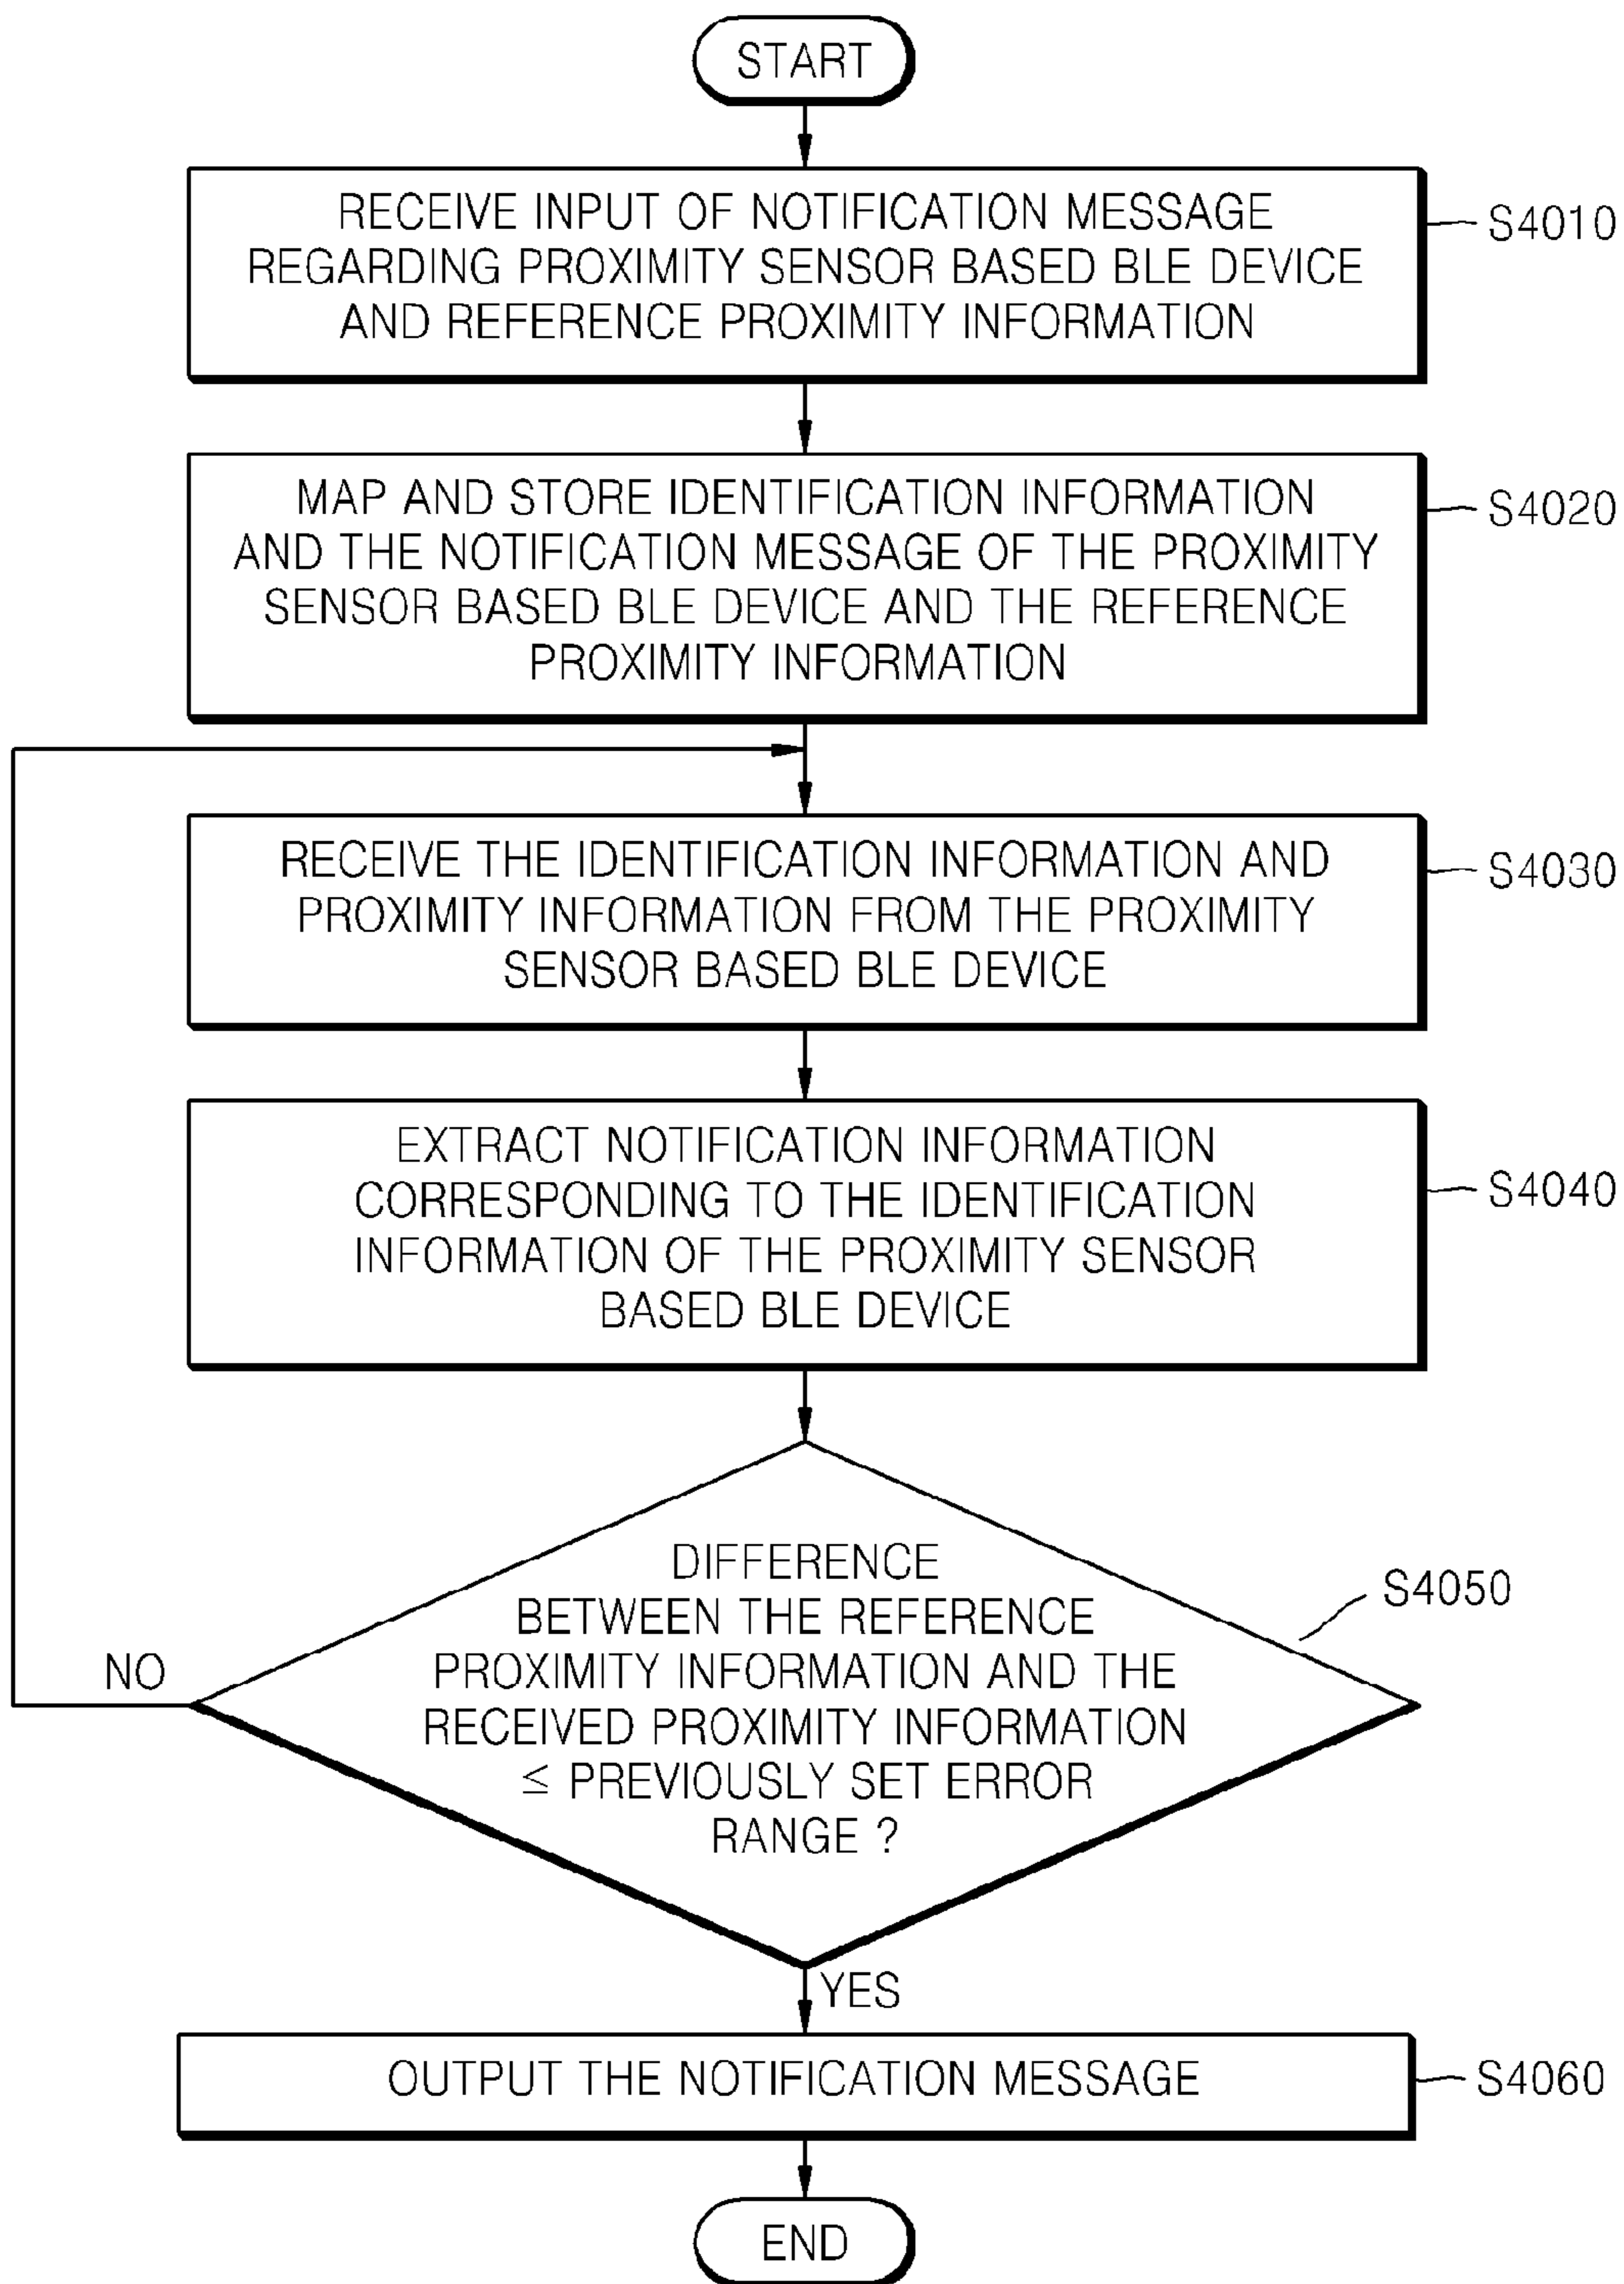 START
RECEIVE INPUT OF NOTIFICATION MESSAGE
REGARDING PROXIMITY SENSOR BASED BLE DEVICE
AND REFERENCE PROXIMITY INFORMATION
S4010
MAP AND STORE IDENTIFICATION INFORMATION
AND THE NOTIFICATION MESSAGE OF THE PROXIMITY
SENSOR BASED BLE DEVICE AND THE REFERENCE
PROXIMITY INFORMATION
S4020
RECEIVE THE IDENTIFICATION INFORMATION AND
PROXIMITY INFORMATION FROM THE PROXIMITY
SENSOR BASED BLE DEVICE
S4030
EXTRACT NOTIFICATION INFORMATION
CORRESPONDING TO THE IDENTIFICATION
INFORMATION OF THE PROXIMITY SENSOR
BASED BLE DEVICE
S4040
DIFFERENCE
BETWEEN THE REFERENCE
PROXIMITY INFORMATION AND THE
RECEIVED PROXIMITY INFORMATION
≤ PREVIOUSLY SET ERROR
RANGE ?
S4050
NO
YES
OUTPUT THE NOTIFICATION MESSAGE
S4060
END